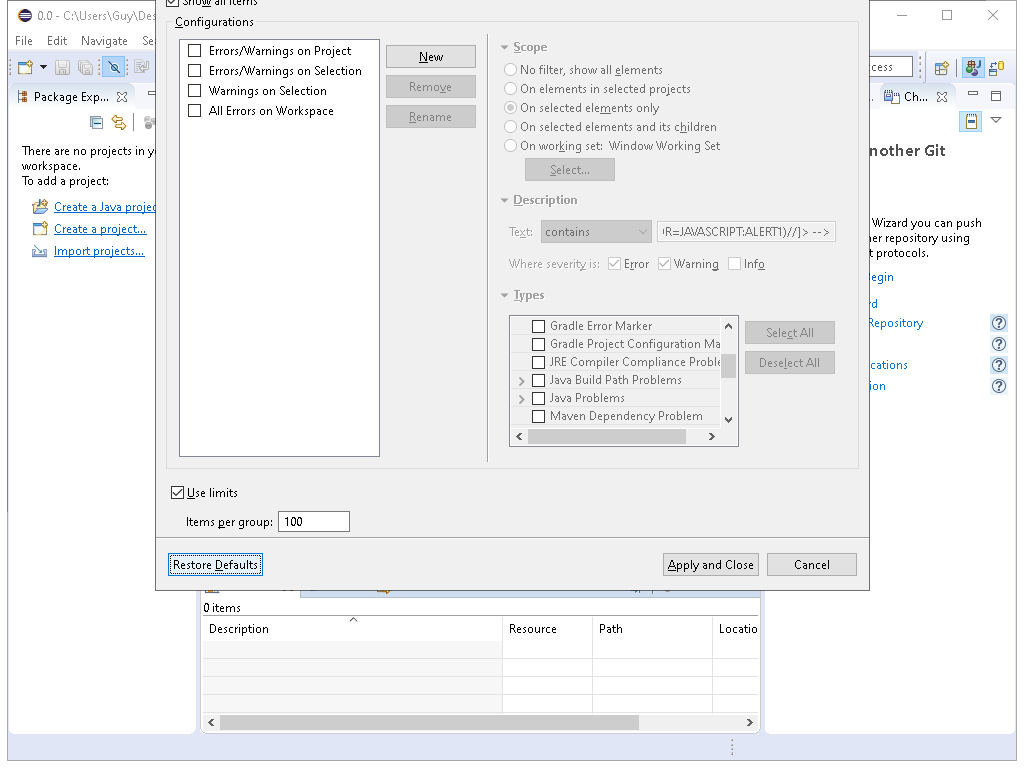 Show all items
0.0 - C:\Users\Guy\Des
Configurations
File Edit Navigate Se
Errors/Warnings on Project
Errors/Warnings on Selection
Warnings on Selection
All Errors on Workspace
New
Remove
Rename
Scope
No filter, show all elements
On elements in selected projects
On selected elements only
On selected elements and its children
On working set: Window Working Set
Select...
Description
Text: contains R=JAVASCRIPT:ALERT1)//]> -->
Where severity is: Error Warning Info
Types
Gradle Error Marker
Gradle Project Configuration Ma
JRE Compiler Compliance Proble
Java Build Path Problems
Java Problems
Maven Dependency Problem
Select All
Deselect All
Package Exp...
There are no projects in y
workspace.
To add a project:
Create a Java projec
Create a project...
Import projects...
cess
Ch...
nother Git
Wizard you can push
er repository using
t protocols.
egin
rd
Repository
cations
ion
Use limits
Items per group: 100
Restore Defaults
Apply and Close
Cancel
0 items
Description Resource Path Locatio